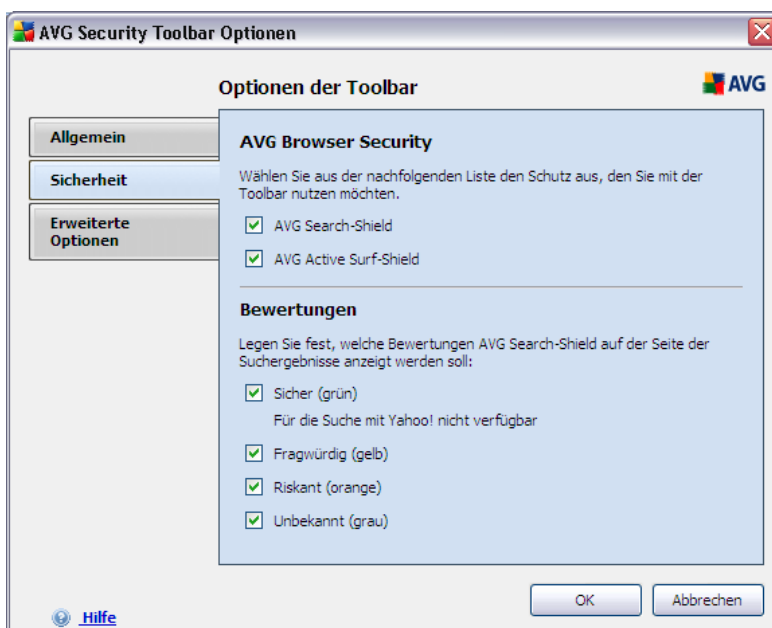 AVG Security Toolbar Optionen
Optionen der Toolbar
AVG
Allgemein
Sicherheit
Erweiterte
Optionen
AVG Browser Security
Wählen Sie aus der nachfolgenden Liste den Schutz aus, den Sie mit der
Toolbar nutzen möchten.
AVG Search-Shield
AVG Active Surf-Shield
Bewertungen
Legen Sie fest, welche Bewertungen AVG Search-Shield auf der Seite der
Suchergebnisse anzeigt werden soll:
Sicher (grün)
Für die Suche mit Yahoo! nicht verfügbar
Fragwürdig (gelb)
Riskant (orange)
Unbekannt (grau)
OK
Abbrechen
Hilfe